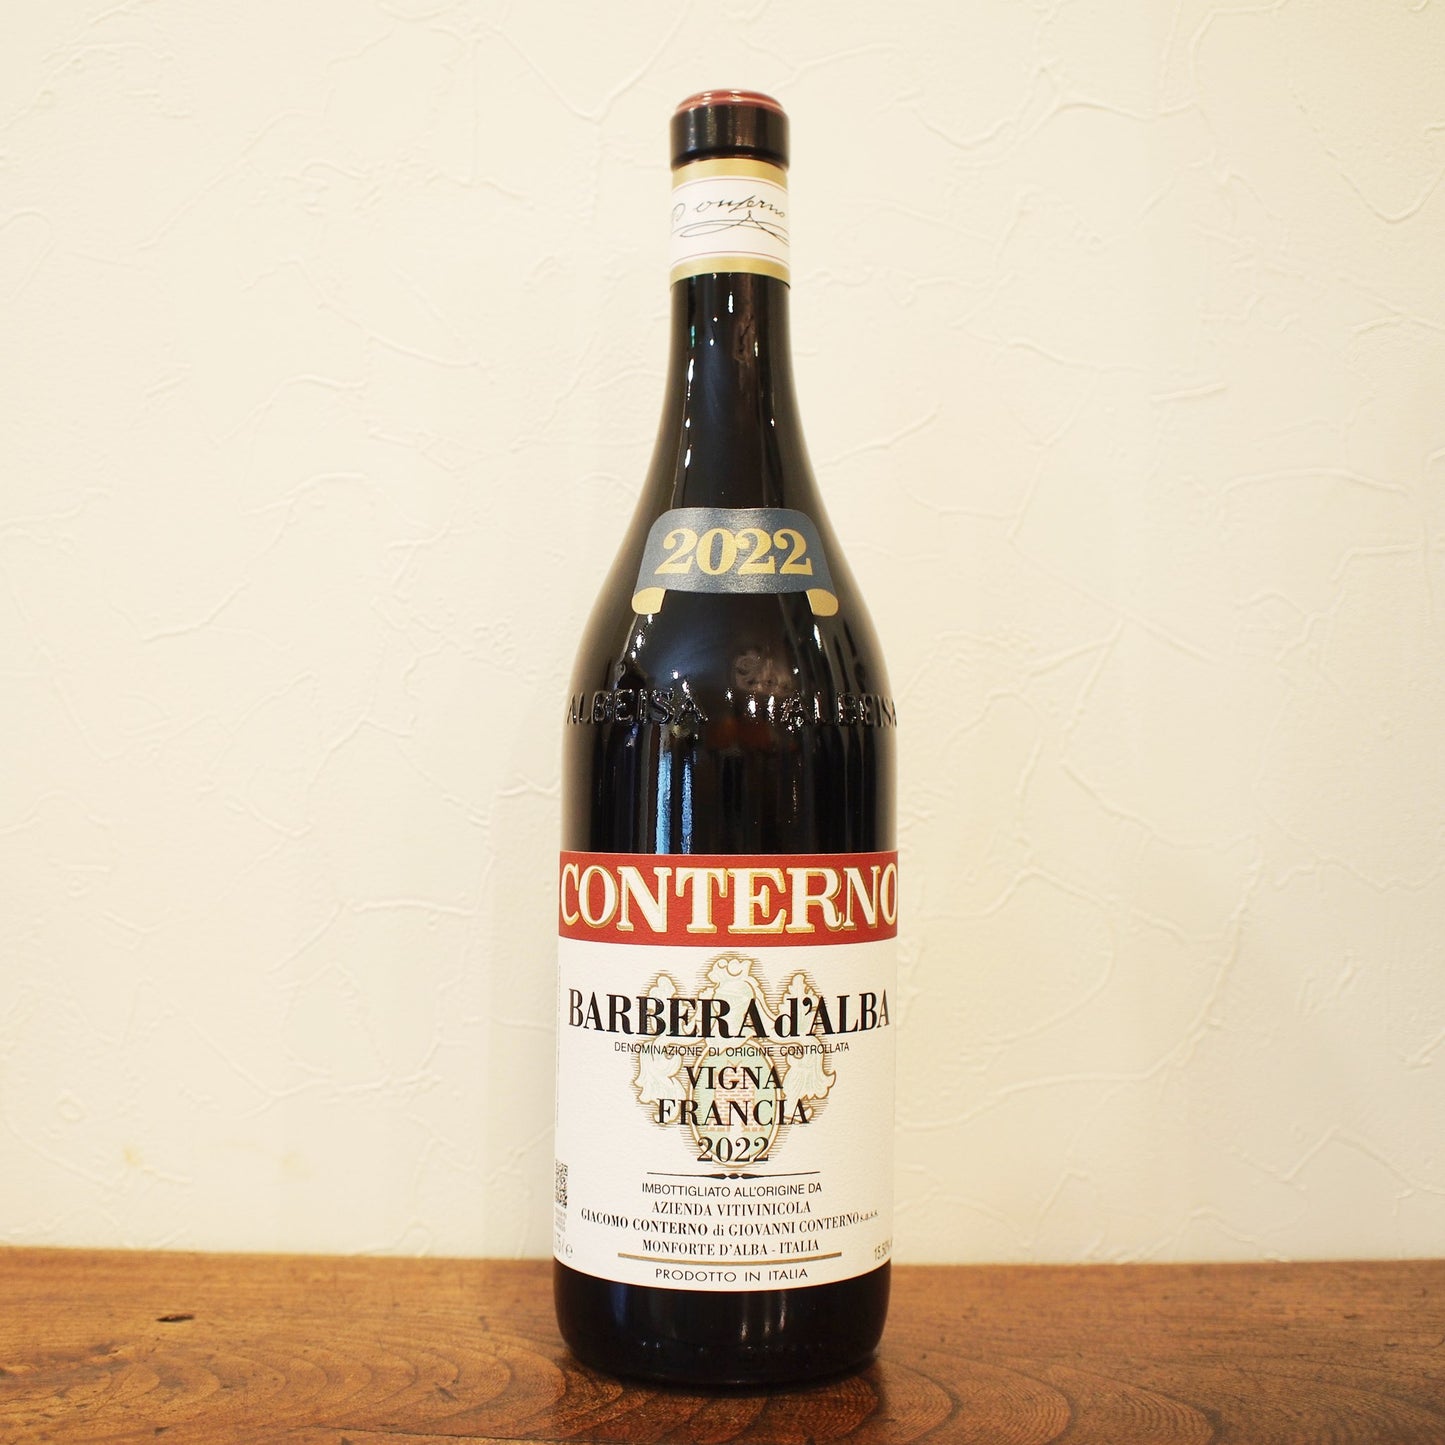 Conterno
2022
ALBEISA ALBEISA
CONTERNO
BARBERA d'ALBA
DENOMINAZIONE DI ORIGINE CONTROLLATA
VIGNA
FRANCIA
2022
IMBOTTIGLIATO ALL'ORIGINE DA
AZIENDA VITIVINICOLA
GIACOMO CONTERNO di GIOVANNI CONTERNO s.a.s.
MONFORTE D'ALBA - ITALIA
PRODOTTO IN ITALIA